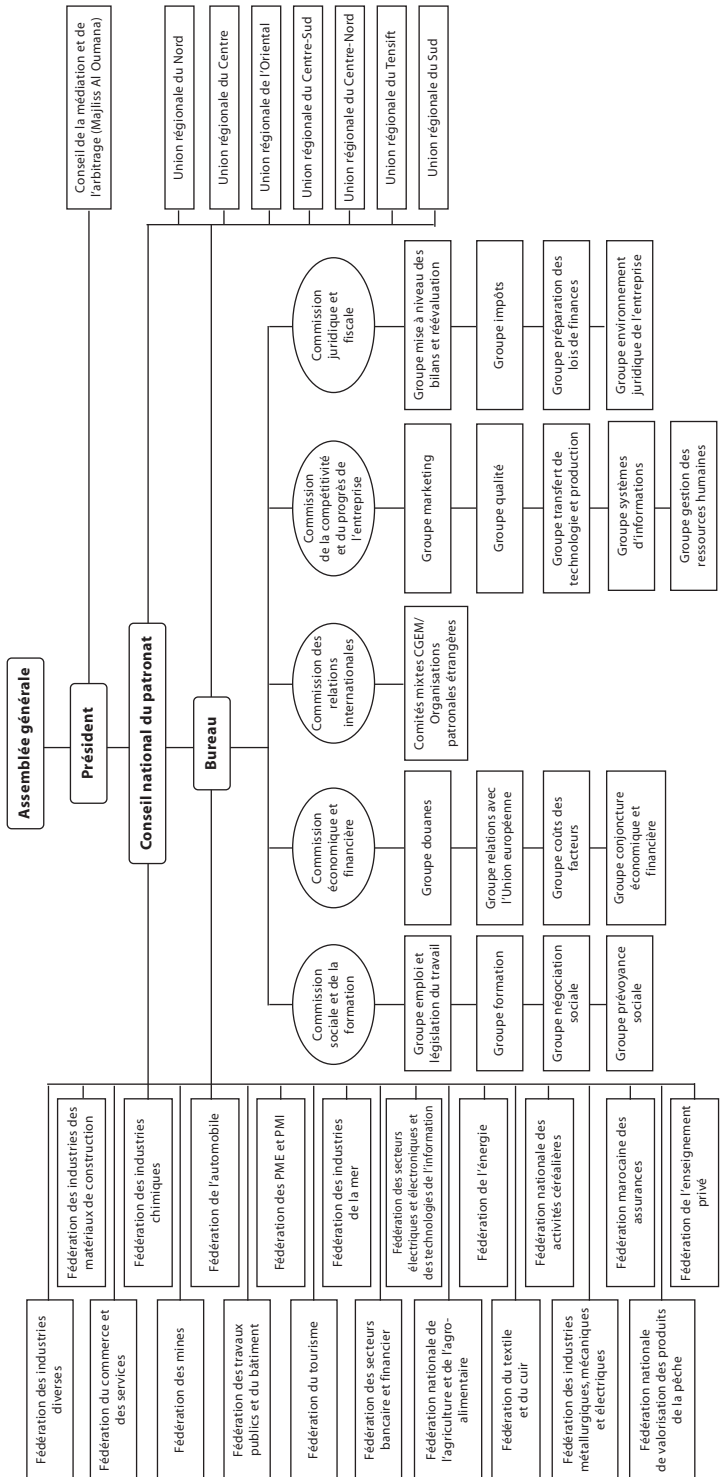 Assemblée générale
Président
Conseil de la médiation et de
l'arbitrage (Majliss Al Oumana)
Conseil national du patronat
Bureau
Fédération des industries
diverses
Fédération des industries des
matériaux de construction
Fédération du commerce et
des services
Fédération des industries
chimiques
Fédération des mines
Fédération de l'automobile
Fédération des travaux
publics et du bâtiment
Fédération des PME et PMI
Fédération du tourisme
Fédération des industries
de la mer
Fédération des secteurs
bancaire et financier
Fédération des secteurs
électriques et électroniques et
des technologies de l'information
Fédération nationale de
l'agriculture et de l'agro-
alimentaire
Fédération de l'énergie
Fédération du textile
et du cuir
Fédération nationale des
activités céréalières
Fédération des industries
métallurgiques, mécaniques
et électriques
Fédération marocaine des
assurances
Fédération nationale
de valorisation des produits
de la pêche
Fédération de l'enseignement
privé
Commission
sociale et de la
formation
Groupe emploi et
législation du travail
Groupe formation
Groupe négociation
sociale
Groupe prévoyance
sociale
Commission
économique et
financière
Groupe douanes
Groupe relations avec
l'Union européenne
Groupe coûts des
facteurs
Groupe conjoncture
économique et
financière
Commission des
relations
internationales
Comités mixtes CGEM/
Organisations
patronales étrangères
Commission
de la compétitivité
et du progrès de
l'entreprise
Groupe marketing
Groupe qualité
Groupe transfert de
technologie et production
Groupe systèmes
d'informations
Groupe gestion des
ressources humaines
Commission
juridique et
fiscale
Groupe mise à niveau des
bilans et réévaluation
Groupe impôts
Groupe préparation des
lois de finances
Groupe environnement
juridique de l'entreprise
Union régionale du Nord
Union régionale du Centre
Union régionale de l'Oriental
Union régionale du Centre-Sud
Union régionale du Centre-Nord
Union régionale du Tensift
Union régionale du Sud